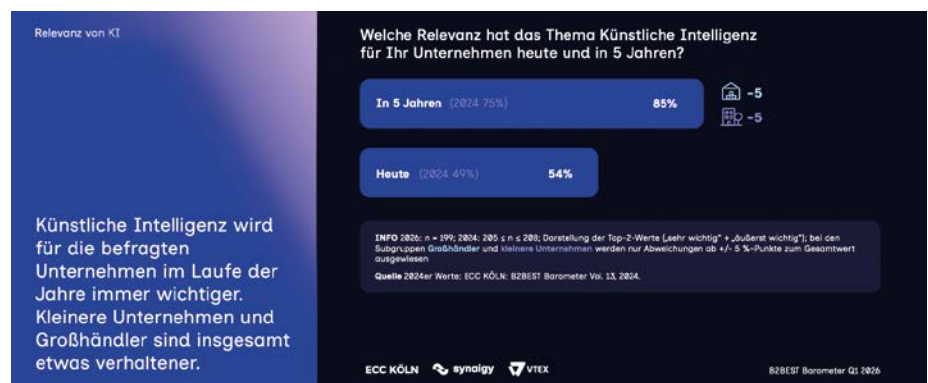 Relevanz von KI
Künstliche Intelligenz wird
für die befragten
Unternehmen im Laufe der
Jahre immer wichtiger.
Kleinere Unternehmen und
Großhändler sind insgesamt
etwas verhaltener.
Welche Relevanz hat das Thema Künstliche Intelligenz
für Ihr Unternehmen heute und in 5 Jahren?
In 5 Jahren (2024 75%) 85%
-5
-5
Heute (2024 49%) 54%
INFO 2026: n = 199; 2024: 205 ≤ n ≤ 208; Darstellung der Top-2-Werte („sehr wichtig“ + „äußerst wichtig“); bei den
Subgruppen Großhändler und kleinere Unternehmen werden nur Abweichungen ab +/- 5 %-Punkte zum Gesamtwert
ausgewiesen
Quelle 2024er Werte: ECC KÖLN: B2BEST Barometer Vol. 13, 2024.
ECC KÖLN synaigy VTEX
B2BEST Barometer Q1 2026